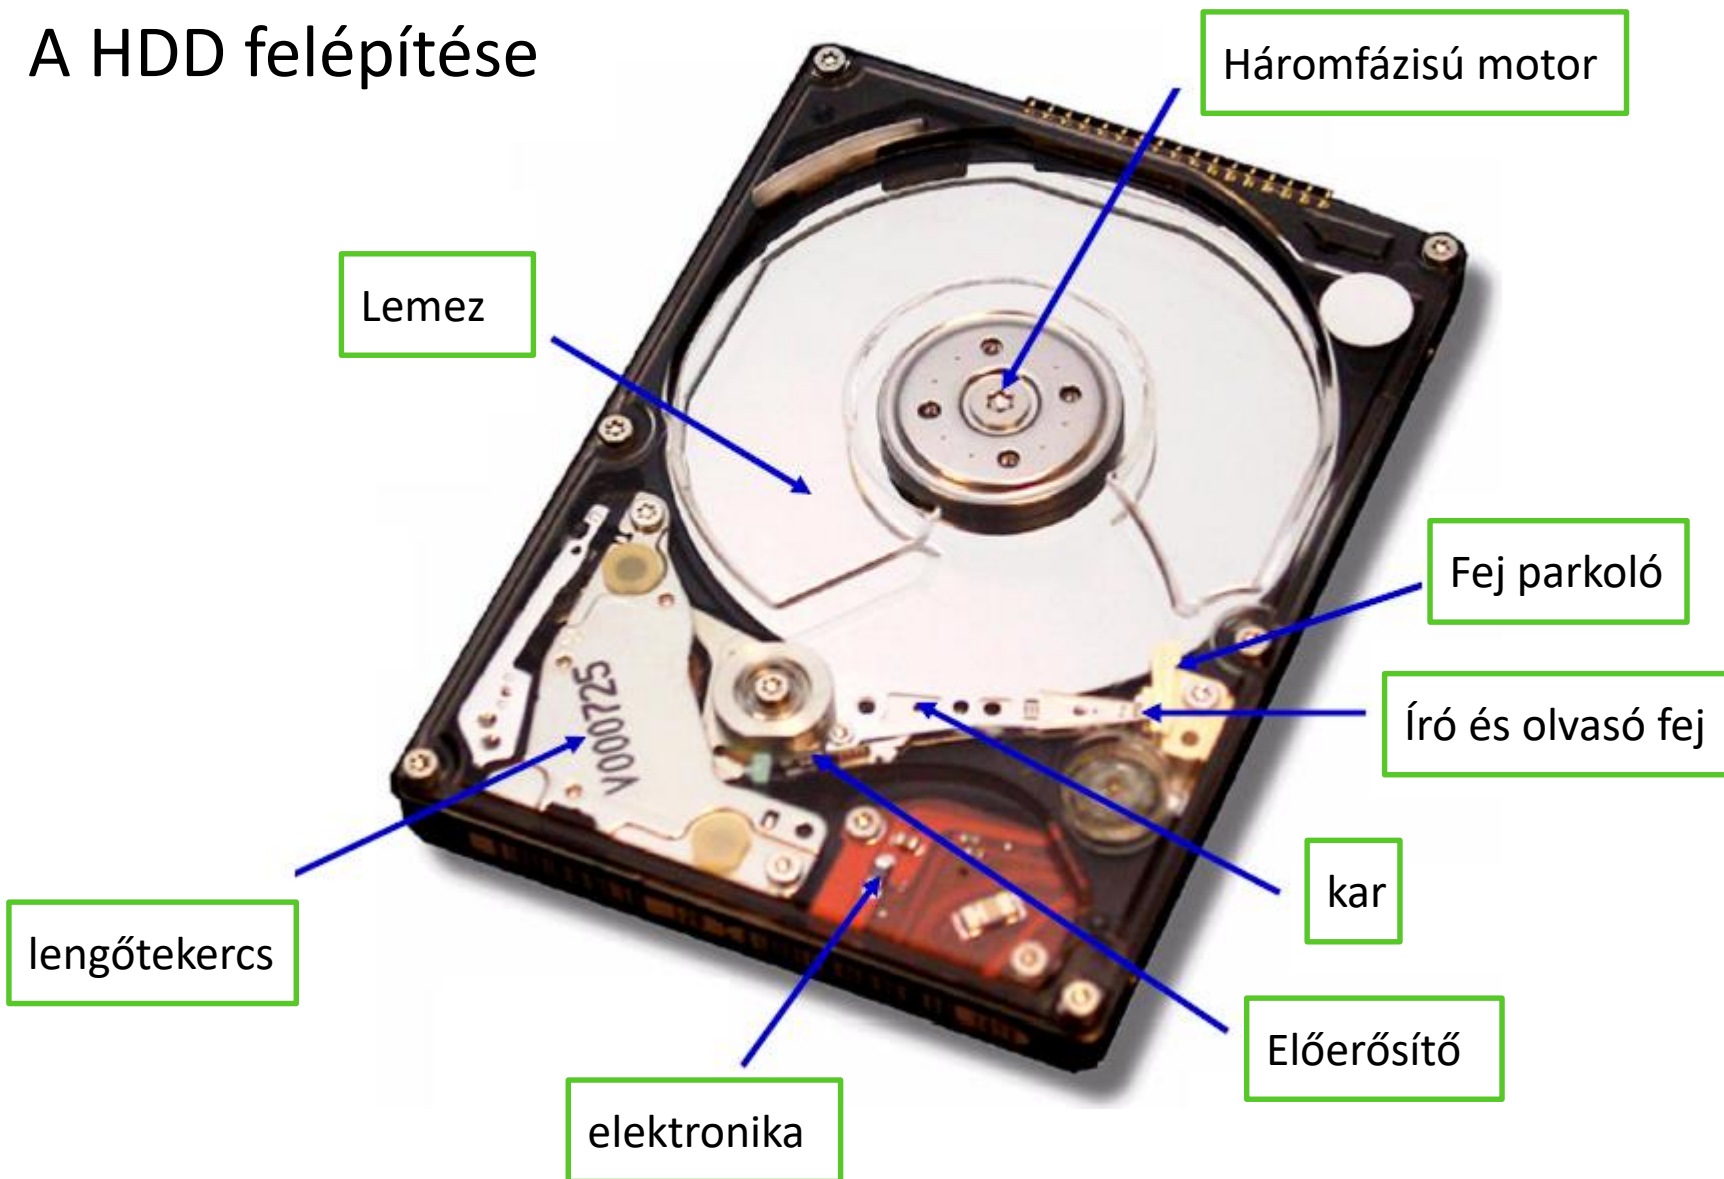 A HDD felépítése
Háromfázisú motor
Lemez
Fej parkoló
Író és olvasó fej
V000725
kar
lengőtekercs
Előerősítő
elektronika